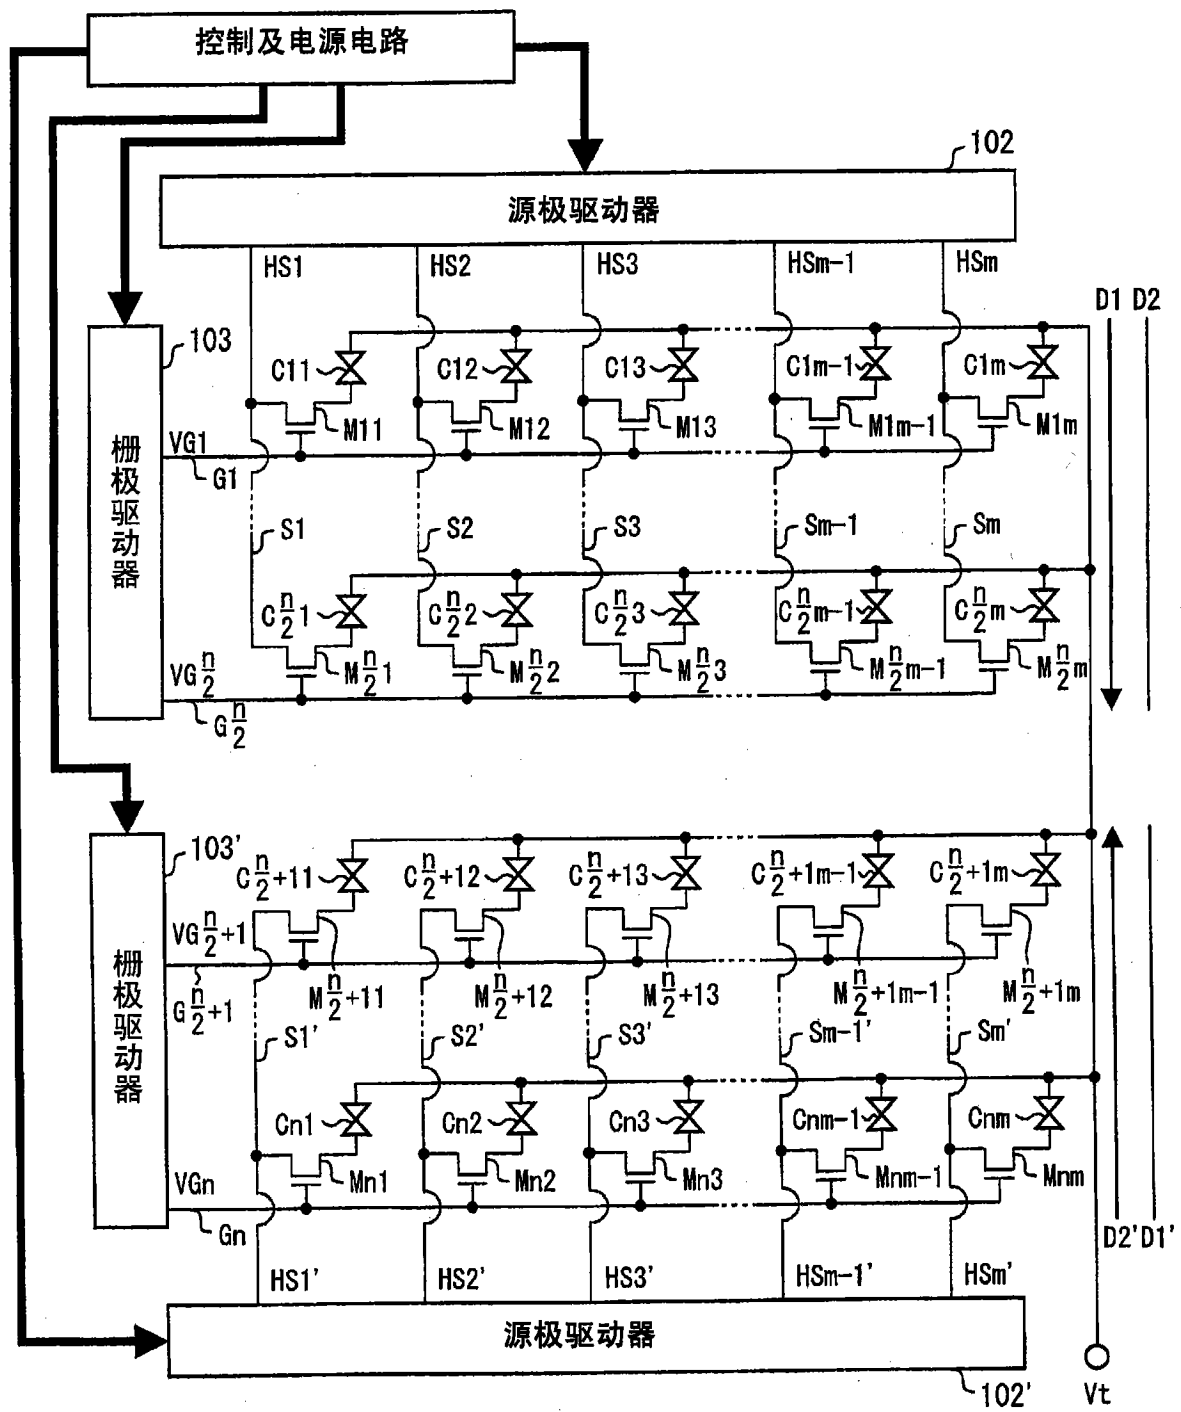 控制及电源电路
102
源极驱动器
HS1 HS2 HS3 HSm-1 HSm
D1 D2
103
C11 C12 C13 C1m-1 C1m
M11 M12 M13 M1m-1 M1m
栅极驱动器
VG1
G1
S1 S2 S3 Sm-1 Sm
C n/2 1 C n/2 2 C n/2 3 C n/2 m-1 C n/2 m
VG n/2
M n/2 1 M n/2 2 M n/2 3 M n/2 m-1 M n/2 m
G n/2
103'
C n/2 +11 C n/2 +12 C n/2 +13 C n/2 +1m-1 C n/2 +1m
栅极驱动器
VG n/2 +1
G n/2 +1
M n/2 +11 M n/2 +12 M n/2 +13 M n/2 +1m-1 M n/2 +1m
S1' S2' S3' Sm-1' Sm'
Cn1 Cn2 Cn3 Cnm-1 Cnm
VGn
Mn1 Mn2 Mn3 Mnm-1 Mnm
Gn
D2' D1'
HS1' HS2' HS3' HSm-1' HSm'
源极驱动器
102'
Vt